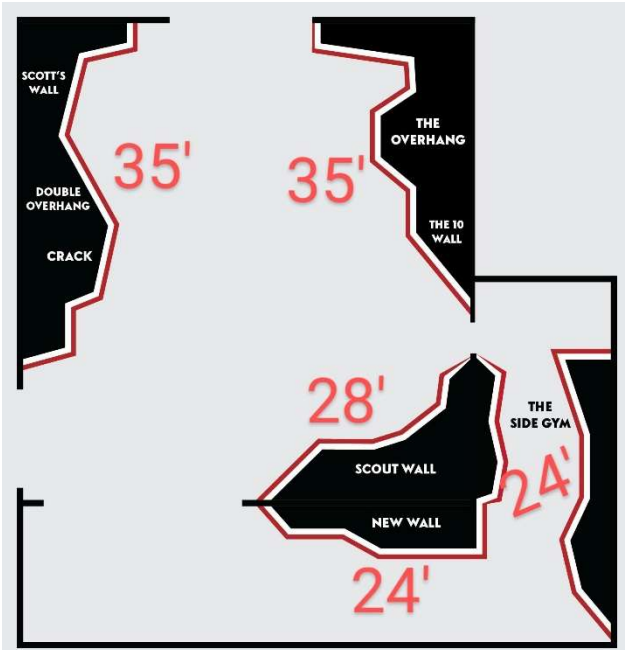 SCOTT'S
WALL
35'
DOUBLE
OVERHANG
CRACK
35'
THE
OVERHANG
THE 10
WALL
28'
SCOUT WALL
THE
SIDE GYM
24'
NEW WALL
24'